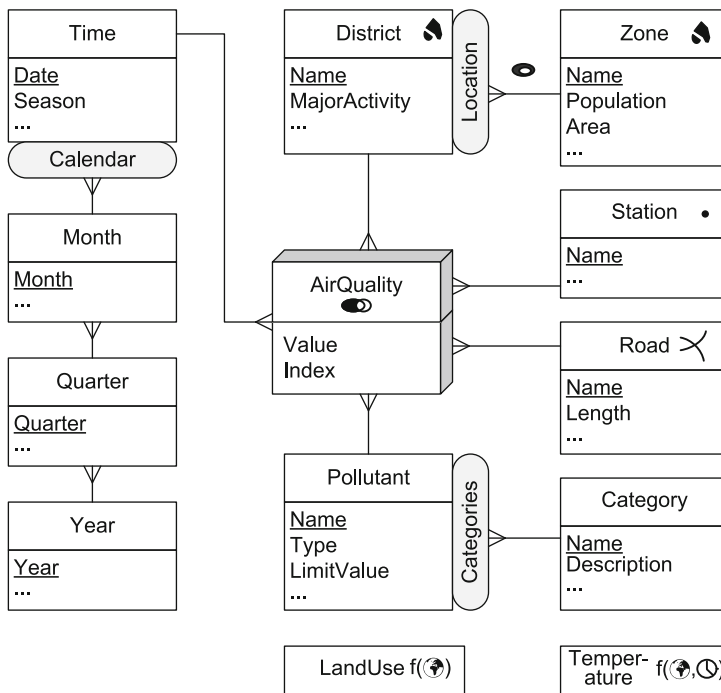 Time
Date
Season
...
Calendar
Month
Month
...
Quarter
Quarter
...
Year
Year
...
District
Name
MajorActivity
...
Location
Zone
Name
Population
Area
...
Station
Name
...
AirQuality
Value
Index
Road
Name
Length
...
Pollutant
Name
Type
LimitValue
...
Categories
Category
Name
Description
...
LandUse f( )
Temper-
ature f( , )